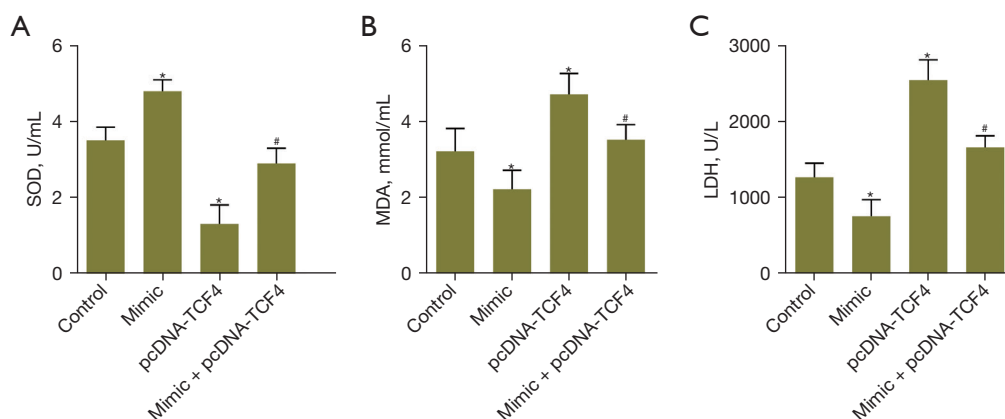 A
SOD, U/mL
6
4
2
0
*
*
#
Control
Mimic
pcDNA-TCF4
Mimic + pcDNA-TCF4
B
MDA, mmol/mL
6
4
2
0
*
*
#
Control
Mimic
pcDNA-TCF4
Mimic + pcDNA-TCF4
C
LDH, U/L
3000
2000
1000
0
*
*
#
Control
Mimic
pcDNA-TCF4
Mimic + pcDNA-TCF4